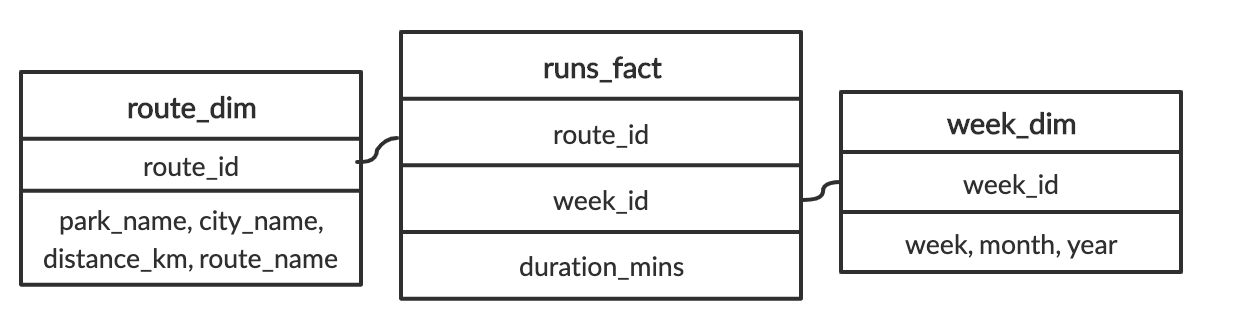 route_dim
route_id
park_name, city_name,
distance_km, route_name
runs_fact
route_id
week_id
duration_mins
week_dim
week_id
week, month, year